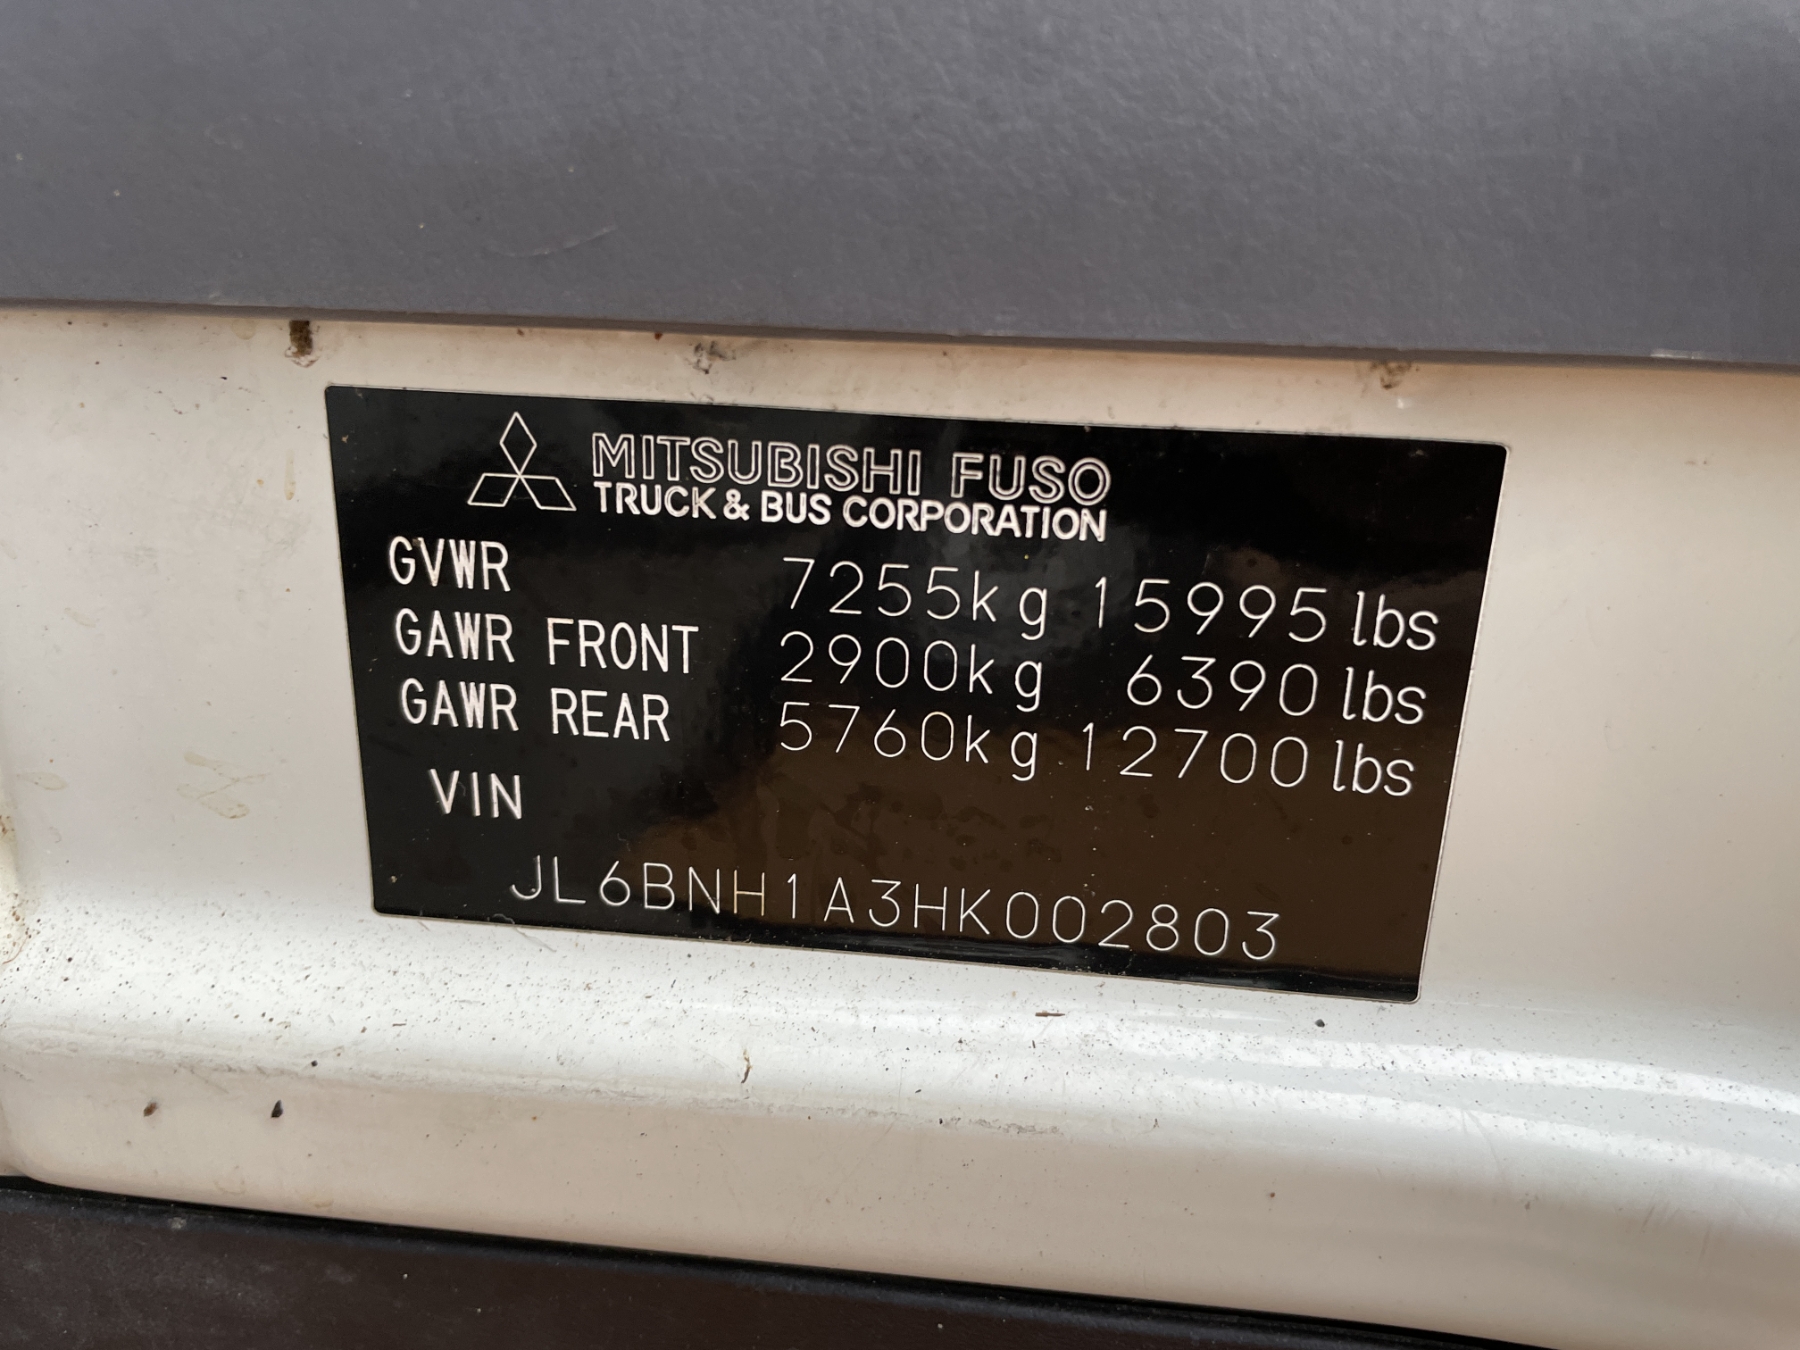 MITSUBISHI FUSO
TRUCK & BUS CORPORATION
GVWR 7255kg 15995 lbs
GAWR FRONT 2900kg 6390 lbs
GAWR REAR 5760kg 12700 lbs
VIN
JL6BNH1A3HK002803